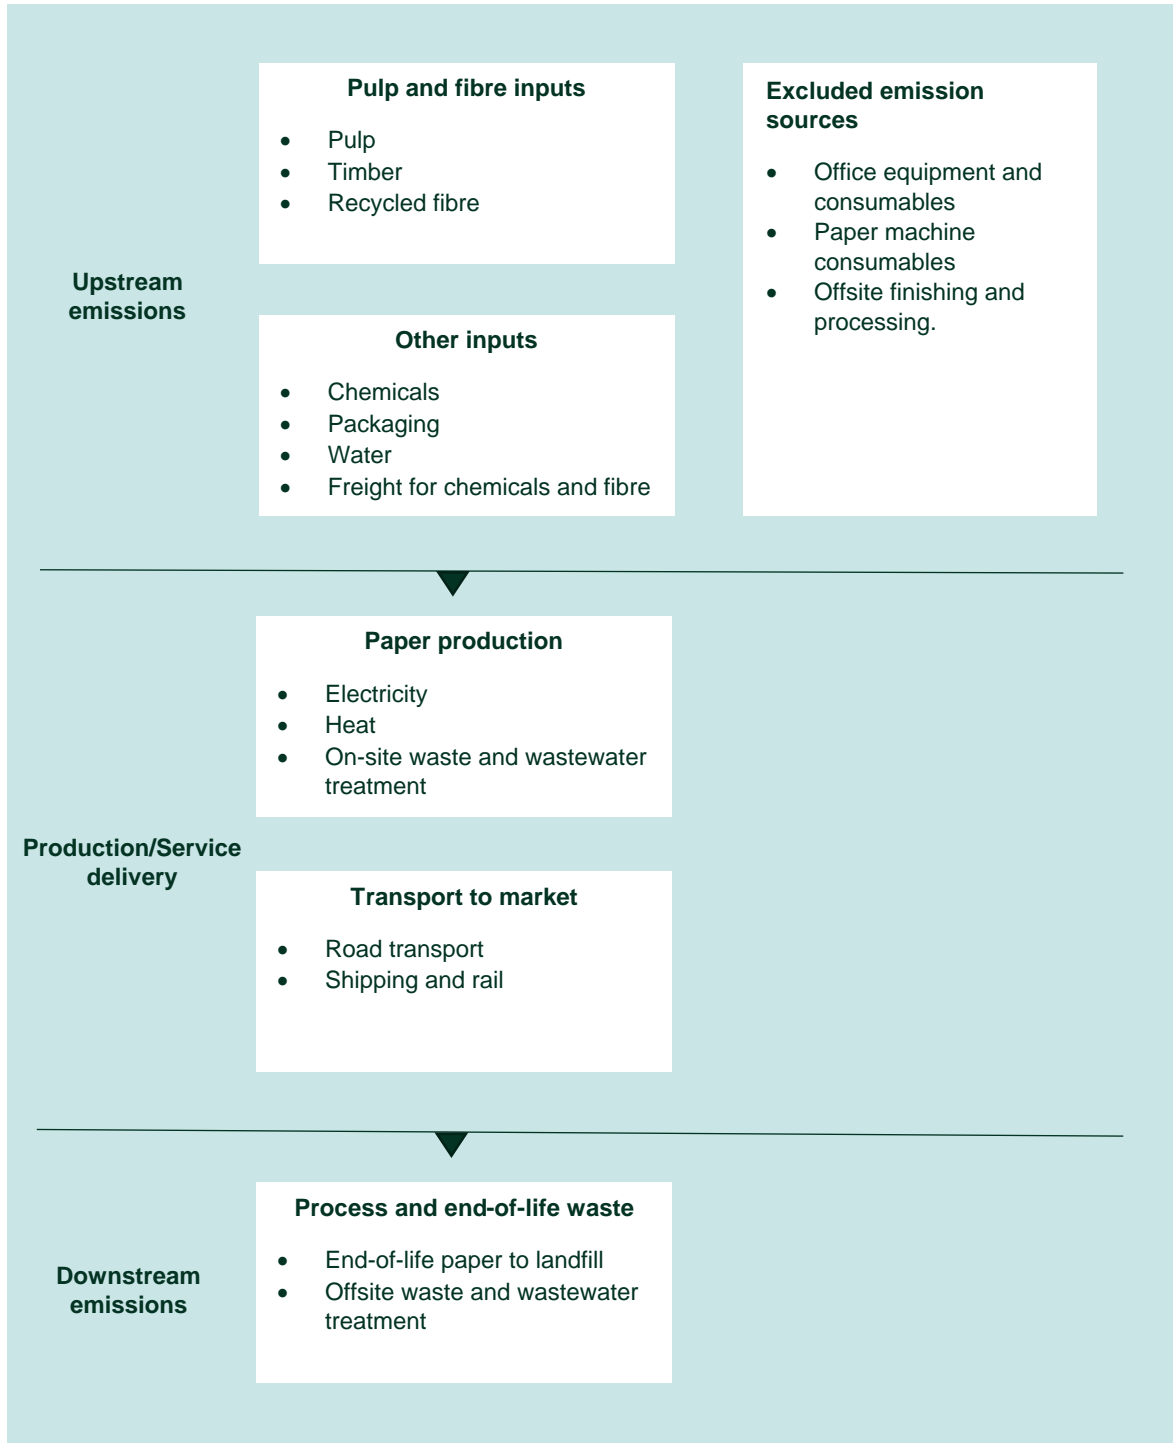 Upstream
emissions
Pulp and fibre inputs
• Pulp
• Timber
• Recycled fibre
Other inputs
• Chemicals
• Packaging
• Water
• Freight for chemicals and fibre
Excluded emission
sources
• Office equipment and
consumables
• Paper machine
consumables
• Offsite finishing and
processing.
Production/Service
delivery
Paper production
• Electricity
• Heat
• On-site waste and wastewater
treatment
Transport to market
• Road transport
• Shipping and rail
Downstream
emissions
Process and end-of-life waste
• End-of-life paper to landfill
• Offsite waste and wastewater
treatment